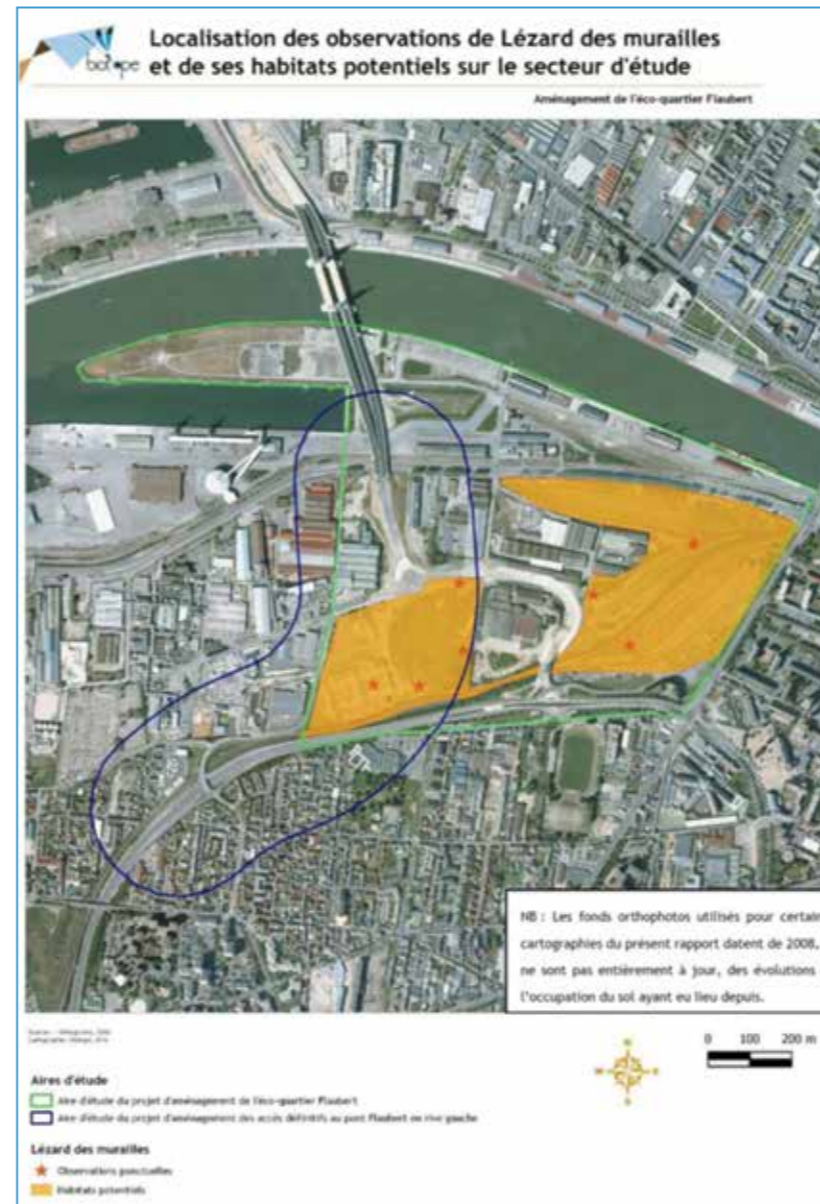 biotope
Localisation des observations de Lézard des murailles
et de ses habitats potentiels sur le secteur d'étude
Aménagement de l'éco-quartier Flaubert
NB : Les fonds orthophotos utilisés pour certain
cartographies du présent rapport datent de 2008,
ne sont pas entièrement à jour, des évolutions
l'occupation du sol ayant eu lieu depuis.
0 100 200 m
Aires d'étude
Aire d'étude du projet d'aménagement de l'éco-quartier Flaubert
Aire d'étude du projet d'aménagement des accès définitifs au pont Flaubert en rive gauche
Lézard des murailles
Observations ponctuelles
Habitats potentiels